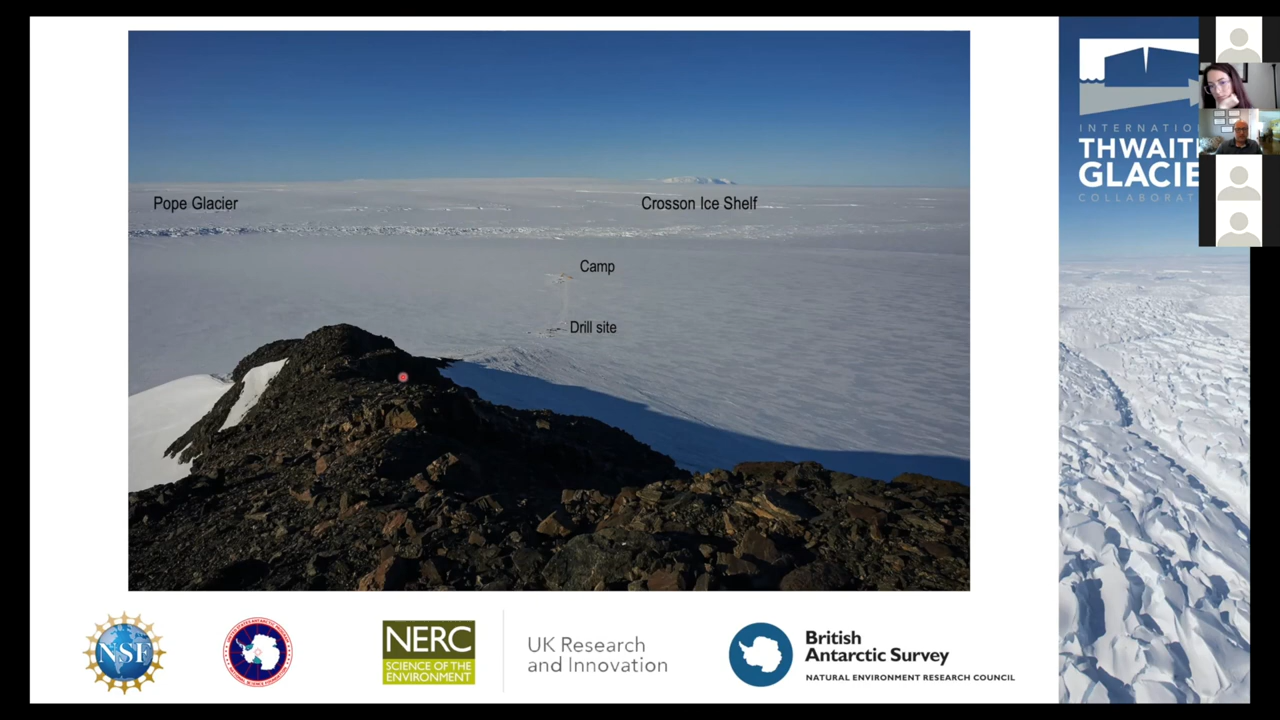 Pope Glacier
Crosson Ice Shelf
Camp
Drill site
INTERNATIO
THWAIT
GLACIE
COLLABORAT
NSF
NERC
SCIENCE OF THE
ENVIRONMENT
UK Research
and Innovation
British
Antarctic Survey
NATURAL ENVIRONMENT RESEARCH COUNCIL